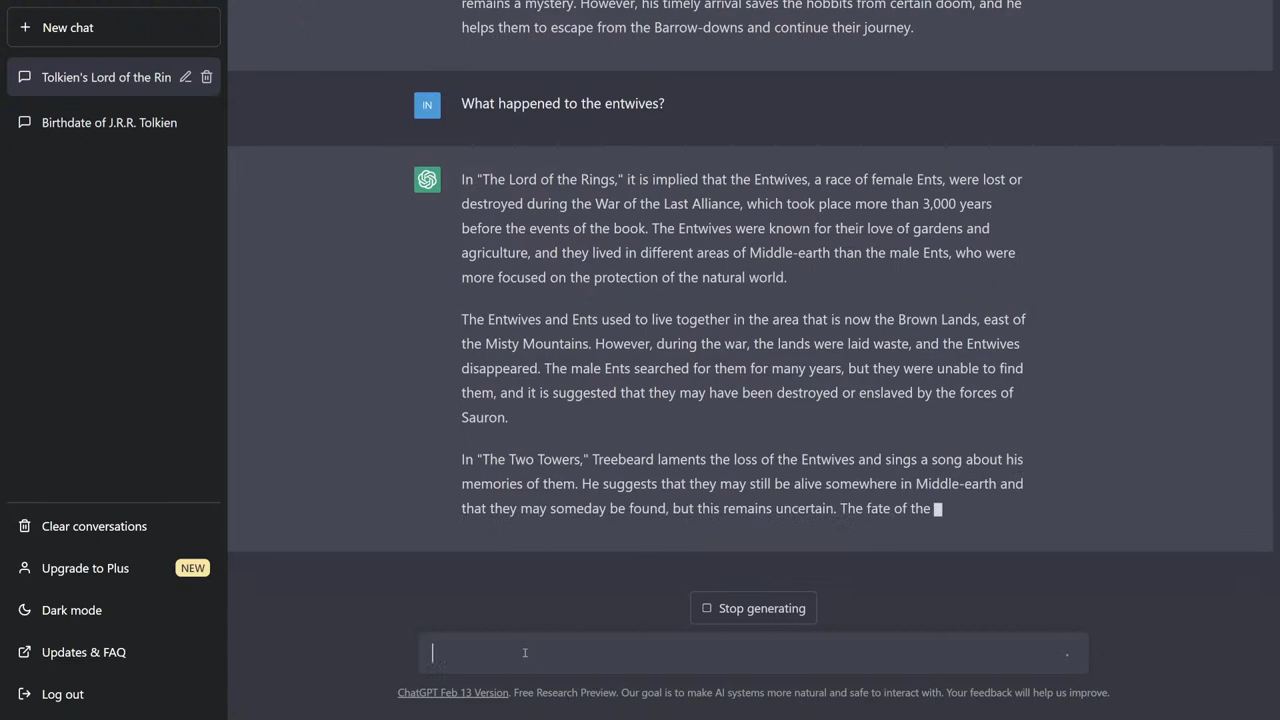 New chat
Tolkien's Lord of the Rin
Birthdate of J.R.R. Tolkien
Clear conversations
Upgrade to Plus NEW
Dark mode
Updates & FAQ
Log out
remains a mystery. However, his timely arrival saves the hobbits from certain doom, and he
helps them to escape from the Barrow-downs and continue their journey.
IN What happened to the entwives?
In "The Lord of the Rings," it is implied that the Entwives, a race of female Ents, were lost or
destroyed during the War of the Last Alliance, which took place more than 3,000 years
before the events of the book. The Entwives were known for their love of gardens and
agriculture, and they lived in different areas of Middle-earth than the male Ents, who were
more focused on the protection of the natural world.
The Entwives and Ents used to live together in the area that is now the Brown Lands, east of
the Misty Mountains. However, during the war, the lands were laid waste, and the Entwives
disappeared. The male Ents searched for them for many years, but they were unable to find
them, and it is suggested that they may have been destroyed or enslaved by the forces of
Sauron.
In "The Two Towers," Treebeard laments the loss of the Entwives and sings a song about his
memories of them. He suggests that they may still be alive somewhere in Middle-earth and
that they may someday be found, but this remains uncertain. The fate of the
Stop generating
ChatGPT Feb 13 Version. Free Research Preview. Our goal is to make AI systems more natural and safe to interact with. Your feedback will help us improve.